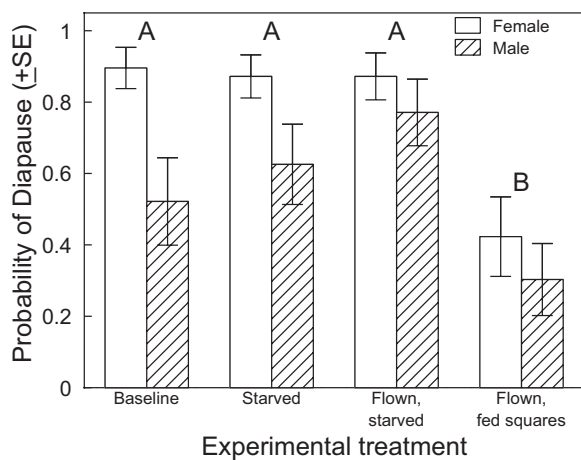 Probability of Diapause (±SE)
1
0.8
0.6
0.4
0.2
0
A
A
A
B
Female
Male
Baseline
Starved
Flown,
starved
Flown,
fed squares
Experimental treatment